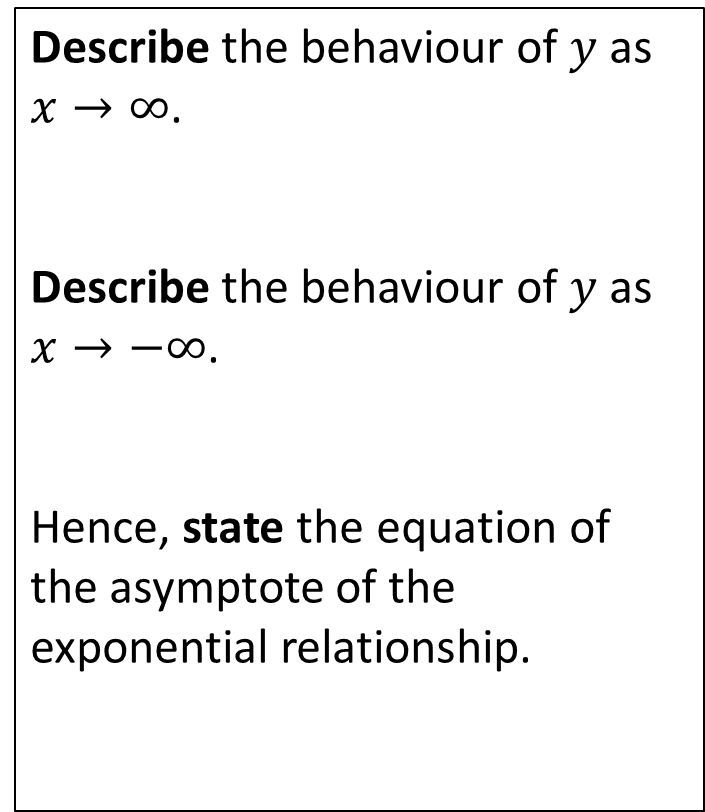 Describe the behaviour of 𝑦 as
𝑥 → ∞.
Describe the behaviour of 𝑦 as
𝑥 → −∞.
Hence, state the equation of
the asymptote of the
exponential relationship.